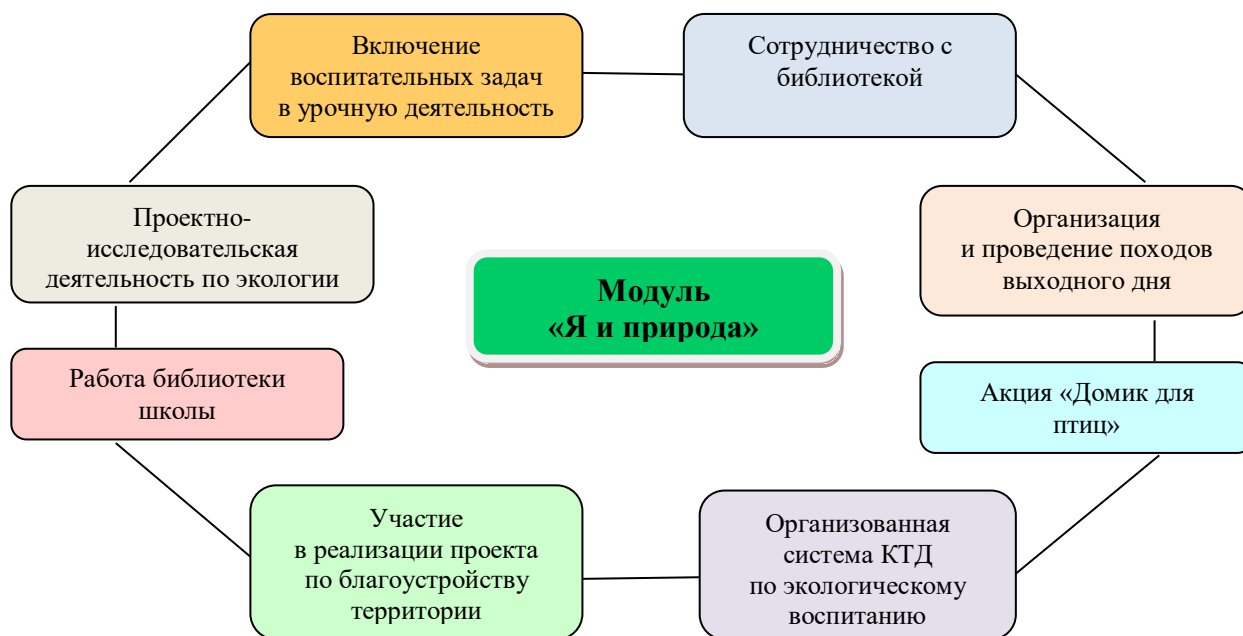 Включение
воспитательных задач
в урочную деятельность
Сотрудничество с
библиотекой
Проектно-
исследовательская
деятельность по экологии
Организация
и проведение походов
выходного дня
Модуль
«Я и природа»
Работа библиотеки
школы
Акция «Домик для
птиц»
Участие
в реализации проекта
по благоустройству
территории
Организованная
система КТД
по экологическому
воспитанию